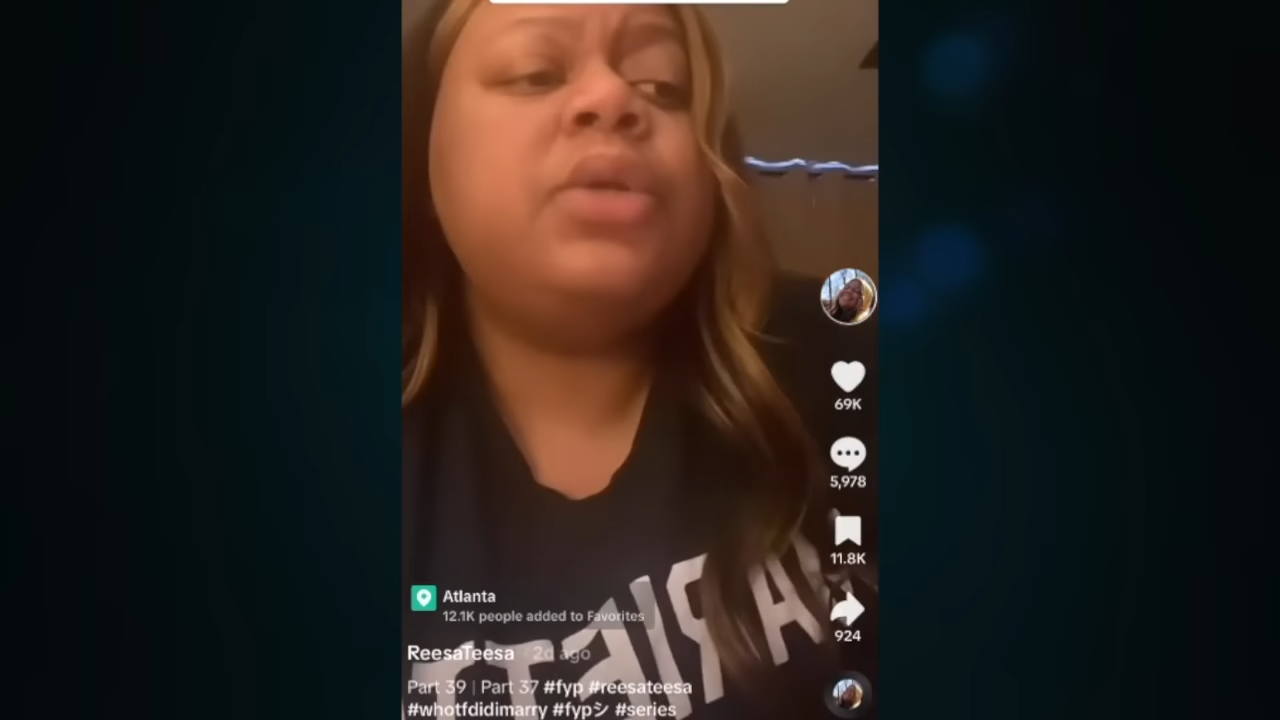 69K
5,978
11.8K
924
Atlanta
12.1K people added to Favorites
ReesaTeesa · 2d ago
Part 39 | Part 37 #fyp #reesateesa
#whotfdidimarry #fypシ #series